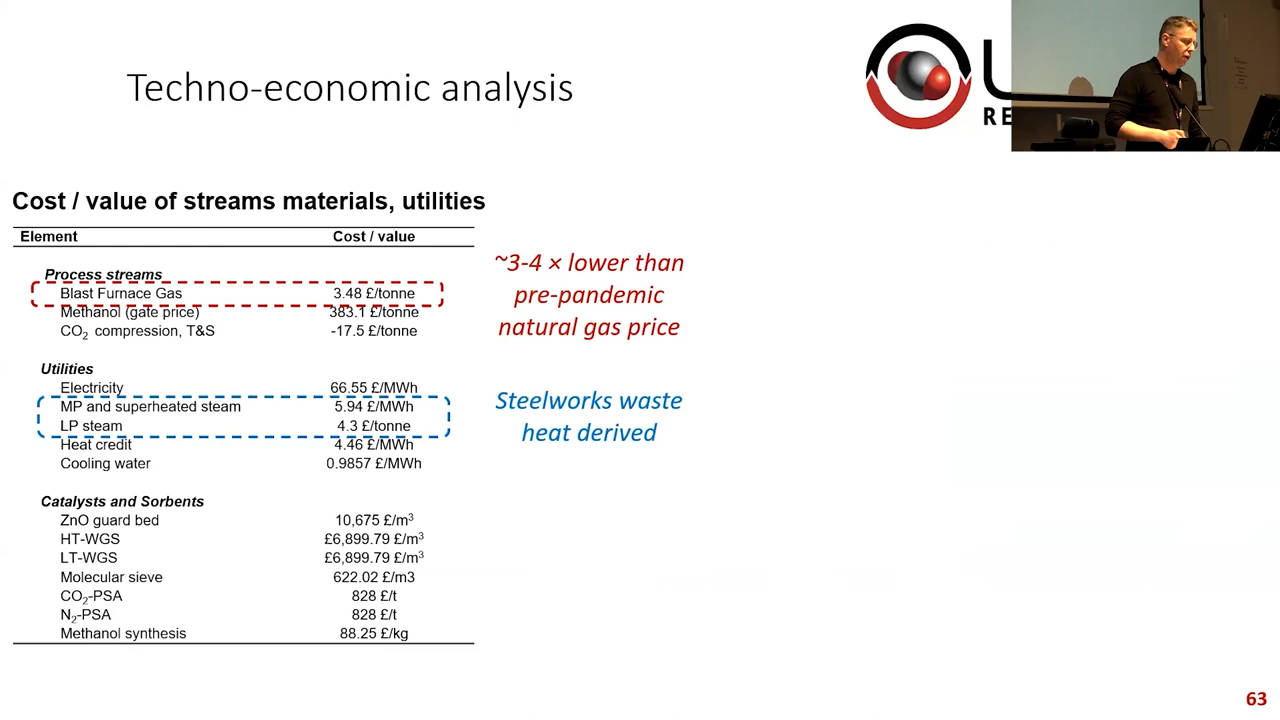 Techno-economic analysis
RE
Cost / value of streams materials, utilities
Element Cost / value
Process streams
Blast Furnace Gas 3.48 £/tonne
Methanol (gate price) 383.1 £/tonne
CO₂ compression, T&S -17.5 £/tonne
~3-4 × lower than
pre-pandemic
natural gas price
Utilities
Electricity 66.55 £/MWh
MP and superheated steam 5.94 £/MWh
LP steam 4.3 £/tonne
Heat credit 4.46 £/MWh
Cooling water 0.9857 £/MWh
Steelworks waste
heat derived
Catalysts and Sorbents
ZnO guard bed 10,675 £/m³
HT-WGS £6,899.79 £/m³
LT-WGS £6,899.79 £/m³
Molecular sieve 622.02 £/m3
CO₂-PSA 828 £/t
N₂-PSA 828 £/t
Methanol synthesis 88.25 £/kg
63